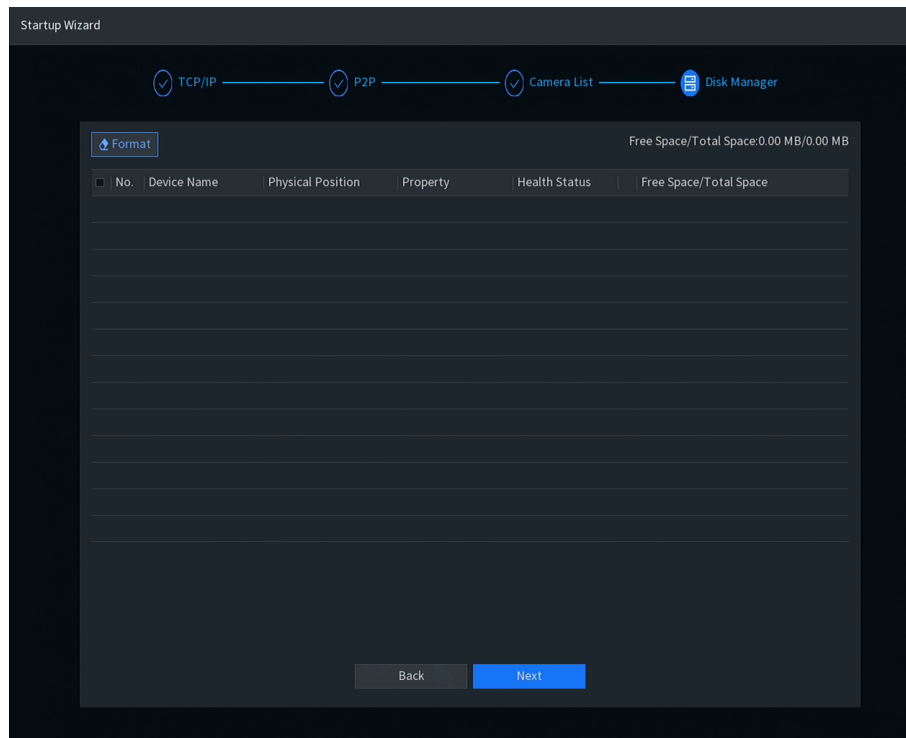 Startup Wizard
TCP/IP P2P Camera List Disk Manager
Format Free Space/Total Space:0.00 MB/0.00 MB
No. Device Name Physical Position Property Health Status Free Space/Total Space
Back Next